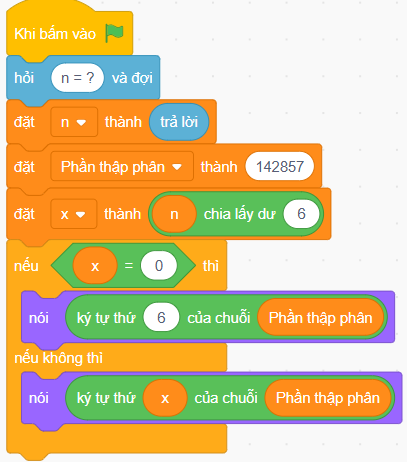 Khi bấm vào
hỏi n = ? và đợi
đặt n thành trả lời
đặt Phần thập phân thành 142857
đặt x thành n chia lấy dư 6
nếu x = 0 thì
nói ký tự thứ 6 của chuỗi Phần thập phân
nếu không thì
nói ký tự thứ x của chuỗi Phần thập phân